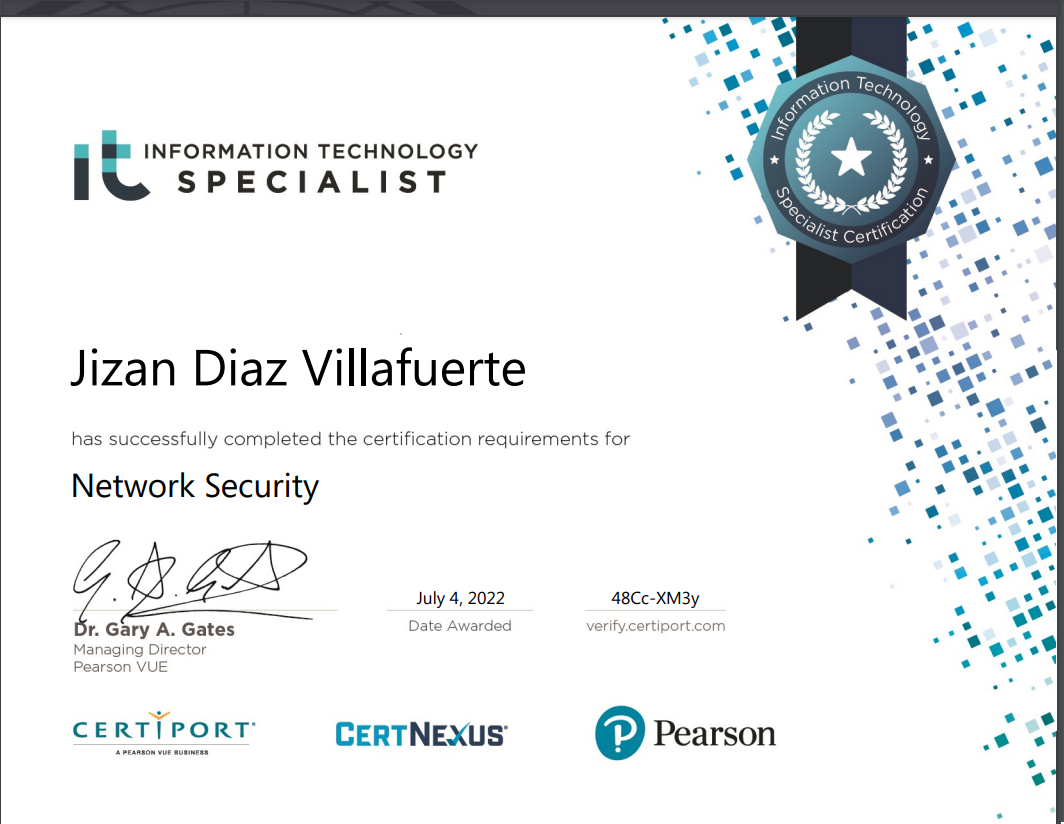 Information Technology
Specialist Certification
it INFORMATION TECHNOLOGY
SPECIALIST
Jizan Diaz Villafuerte
has successfully completed the certification requirements for
Network Security
July 4, 2022
48Cc-XM3y
Dr. Gary A. Gates
Date Awarded
verify.certiport.com
Managing Director
Pearson VUE
CERTIPORT
A PEARSON VUE BUSINESS
CERTNEXUS
Pearson